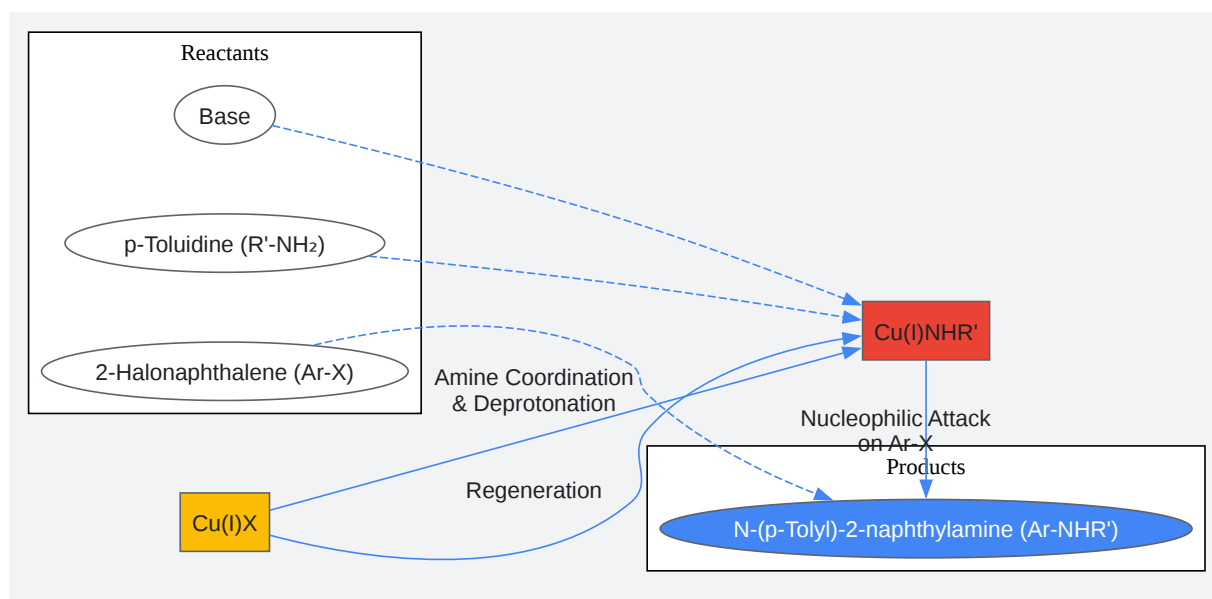 Reactants
Base
p-Toluidine (R'-NH₂)
2-Halonaphthalene (Ar-X)
Cu(I)NHR'
Amine Coordination
& Deprotonation
Nucleophilic Attack
on Ar-X
Products
Regeneration
Cu(I)X
N-(p-Tolyl)-2-naphthylamine (Ar-NHR')